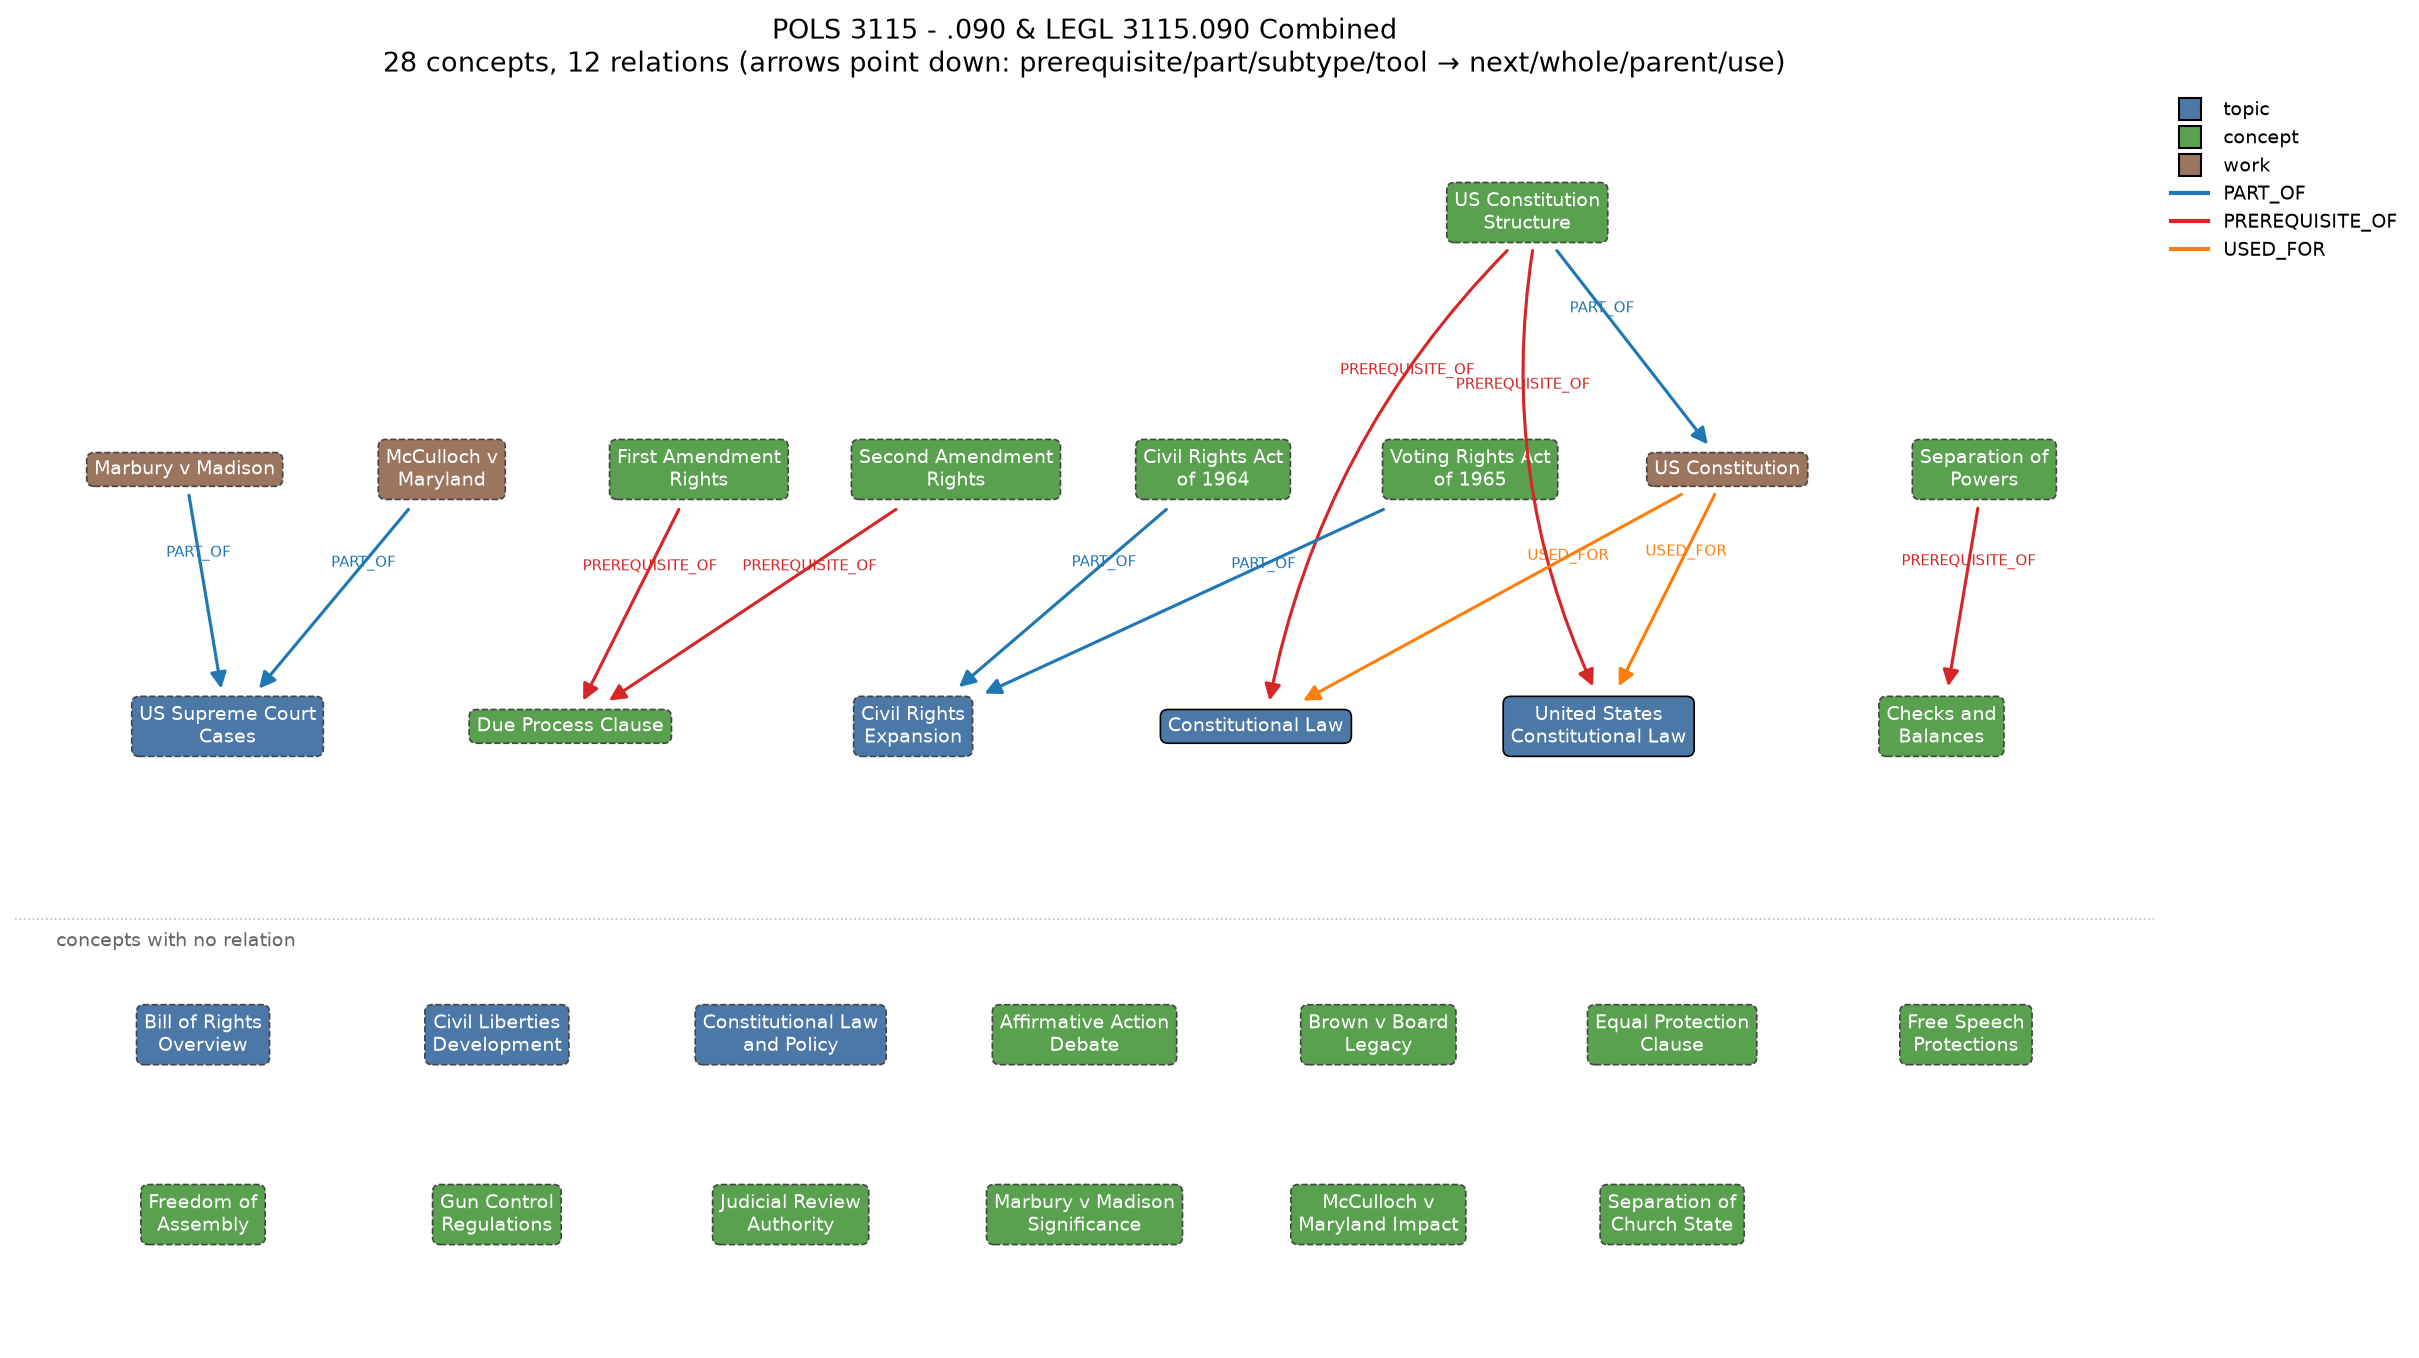 POLS 3115 - .090 & LEGL 3115.090 Combined
28 concepts, 12 relations (arrows point down: prerequisite/part/subtype/tool → next/whole/parent/use)
topic
concept
work
PART_OF
PREREQUISITE_OF
USED_FOR
US Constitution
Structure
PART_OF
PREREQUISITE_OF
PREREQUISITE_OF
Marbury v Madison
McCulloch v
Maryland
First Amendment
Rights
Second Amendment
Rights
Civil Rights Act
of 1964
Voting Rights Act
of 1965
US Constitution
Separation of
Powers
PART_OF
PART_OF
PREREQUISITE_OF
PREREQUISITE_OF
PART_OF
PART_OF
USED_FOR
USED_FOR
PREREQUISITE_OF
US Supreme Court
Cases
Due Process Clause
Civil Rights
Expansion
Constitutional Law
United States
Constitutional Law
Checks and
Balances
concepts with no relation
Bill of Rights
Overview
Civil Liberties
Development
Constitutional Law
and Policy
Affirmative Action
Debate
Brown v Board
Legacy
Equal Protection
Clause
Free Speech
Protections
Freedom of
Assembly
Gun Control
Regulations
Judicial Review
Authority
Marbury v Madison
Significance
McCulloch v
Maryland Impact
Separation of
Church State